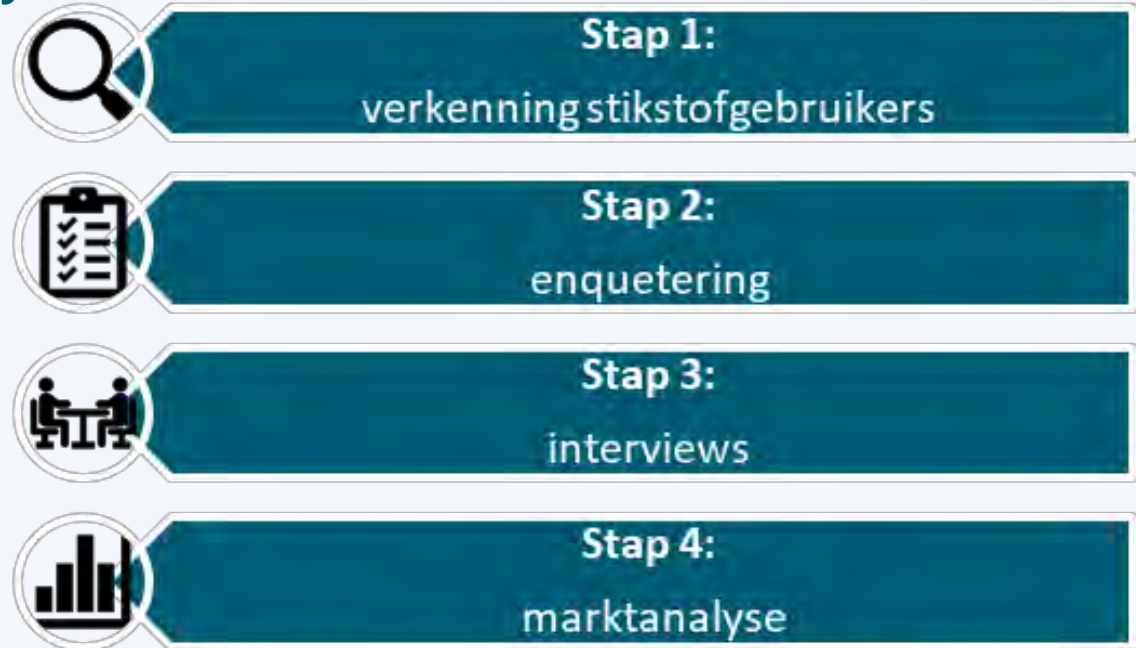 Stap 1:
verkenning stikstofgebruikers
Stap 2:
enquetering
Stap 3:
interviews
Stap 4:
marktanalyse